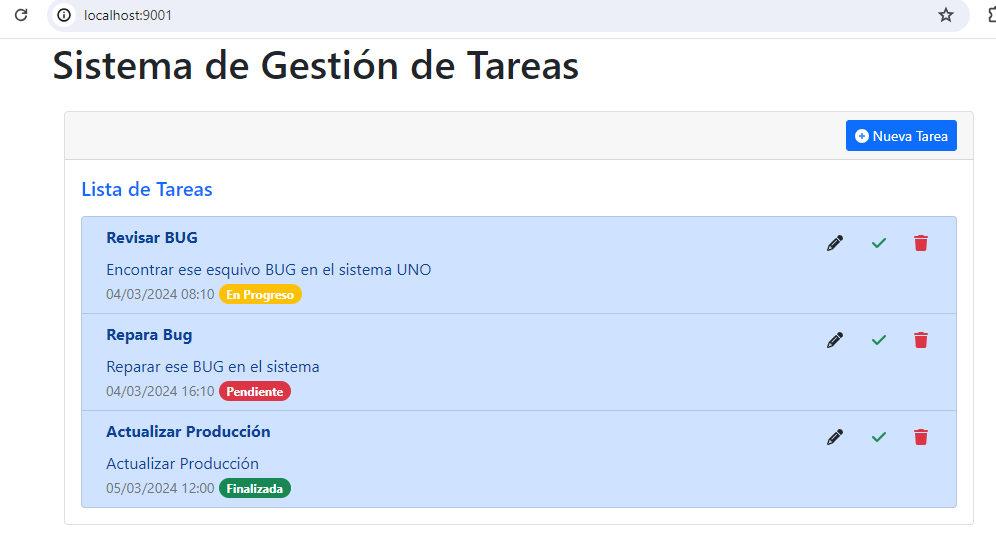 localhost:9001
Sistema de Gestión de Tareas
Nueva Tarea
Lista de Tareas
Revisar BUG
Encontrar ese esquivo BUG en el sistema UNO
04/03/2024 08:10 En Progreso
Repara Bug
Reparar ese BUG en el sistema
04/03/2024 16:10 Pendiente
Actualizar Producción
Actualizar Producción
05/03/2024 12:00 Finalizada